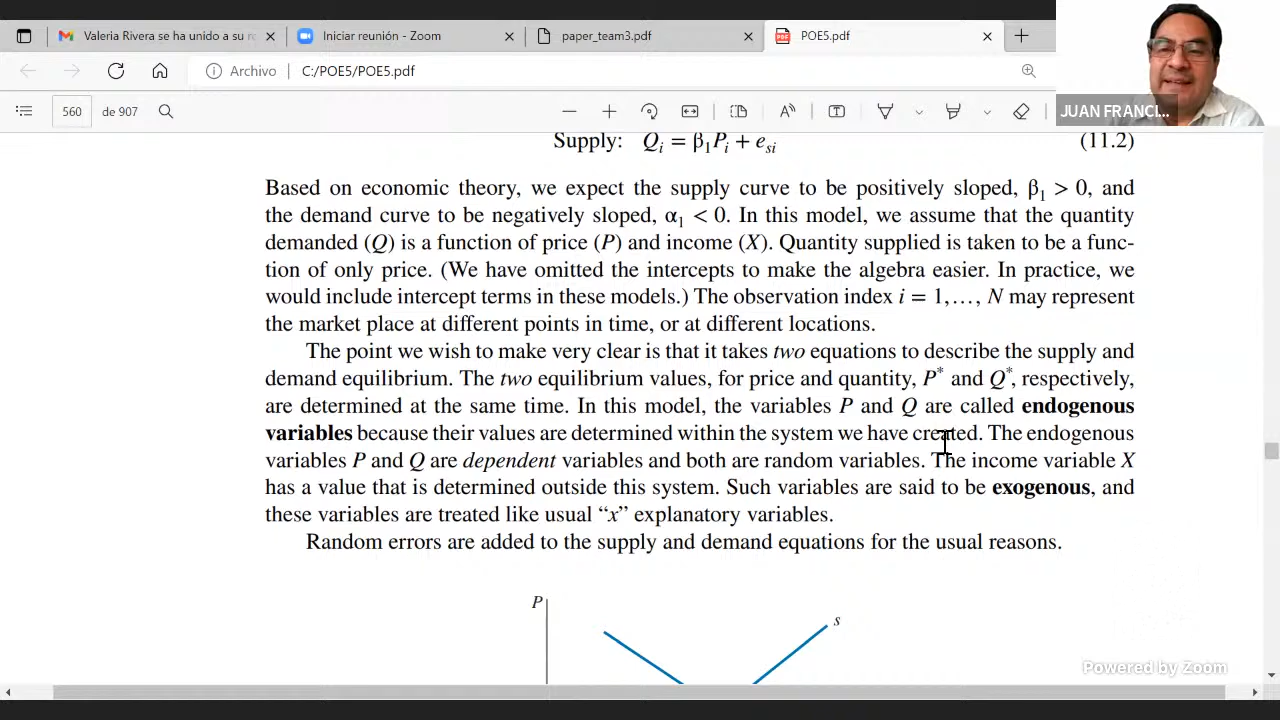 Valeria Rivera se ha unido a su r
Iniciar reunión - Zoom
paper_team3.pdf
POE5.pdf
Archivo
C:/POE5/POE5.pdf
560
de 907
JUAN FRANCI...
Supply: Qᵢ = β₁Pᵢ + eₛᵢ (11.2)
Based on economic theory, we expect the supply curve to be positively sloped, β₁ > 0, and
the demand curve to be negatively sloped, α₁ < 0. In this model, we assume that the quantity
demanded (Q) is a function of price (P) and income (X). Quantity supplied is taken to be a func-
tion of only price. (We have omitted the intercepts to make the algebra easier. In practice, we
would include intercept terms in these models.) The observation index i = 1,…, N may represent
the market place at different points in time, or at different locations.
The point we wish to make very clear is that it takes two equations to describe the supply and
demand equilibrium. The two equilibrium values, for price and quantity, P* and Q*, respectively,
are determined at the same time. In this model, the variables P and Q are called endogenous
variables because their values are determined within the system we have created. The endogenous
variables P and Q are dependent variables and both are random variables. The income variable X
has a value that is determined outside this system. Such variables are said to be exogenous, and
these variables are treated like usual “x” explanatory variables.
Random errors are added to the supply and demand equations for the usual reasons.
P
s
Powered by Zoom